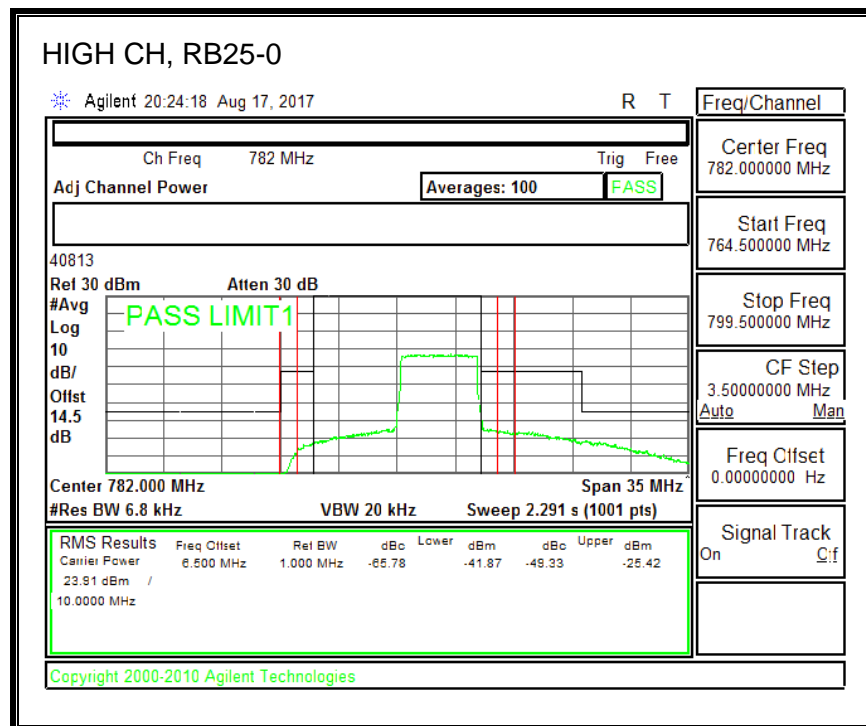 HIGH CH, RB25-0
Agilent 20:24:18 Aug 17, 2017 R T
Freq/Channel
Ch Freq 782 MHz Trig Free
Adj Channel Power Averages: 100 PASS
Center Freq
782.000000 MHz
Start Freq
764.500000 MHz
40813
Ref 30 dBm Atten 30 dB
#Avg
Log
10
dB/
Offst
14.5
dB
PASS LIMIT1
Stop Freq
799.500000 MHz
CF Step
3.50000000 MHz
Auto Man
Freq Offset
0.00000000 Hz
Center 782.000 MHz Span 35 MHz
#Res BW 6.8 kHz VBW 20 kHz Sweep 2.291 s (1001 pts)
Signal Track
On Off
RMS Results Freq Offset Ref BW dBc Lower dBm dBc Upper dBm
Carrier Power 6.500 MHz 1.000 MHz -65.78 -41.87 -49.33 -25.42
23.91 dBm /
10.0000 MHz
Copyright 2000-2010 Agilent Technologies